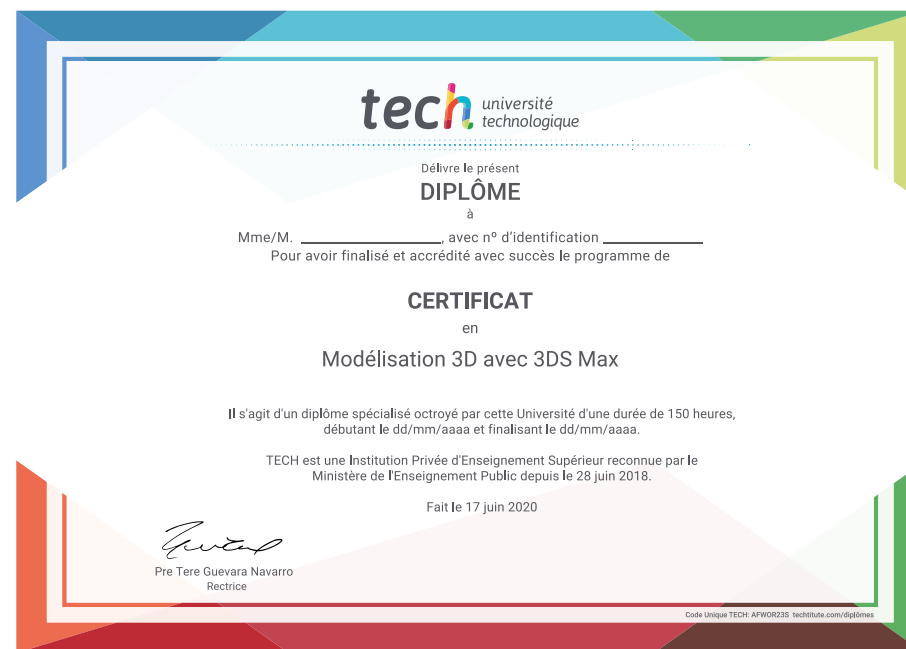 tech université
technologique
Délivre le présent
DIPLÔME
à
Mme/M. ____________________, avec nº d'identification ______________
Pour avoir finalisé et accrédité avec succès le programme de
CERTIFICAT
en
Modélisation 3D avec 3DS Max
Il s'agit d'un diplôme spécialisé octroyé par cette Université d'une durée de 150 heures,
débutant le dd/mm/aaaa et finalisant le dd/mm/aaaa.
TECH est une Institution Privée d'Enseignement Supérieur reconnue par le
Ministère de l'Enseignement Public depuis le 28 juin 2018.
Fait le 17 juin 2020
Pre Tere Guevara Navarro
Rectrice
Code Unique TECH: AFWOR23S techtitute.com/diplômes